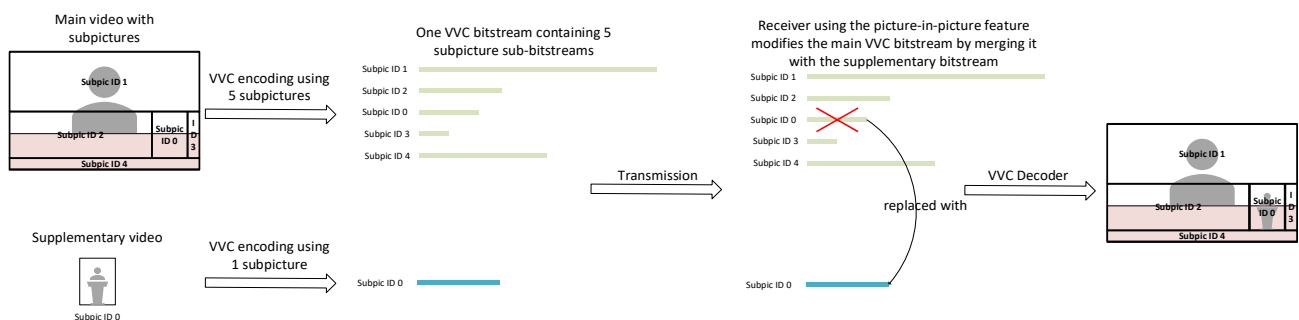 Main video with
subpictures
Subpic ID 1
Subpic ID 2
Subpic
ID 0
I
D
3
Subpic ID 4
VVC encoding using
5 subpictures
One VVC bitstream containing 5
subpicture sub-bitstreams
Subpic ID 1
Subpic ID 2
Subpic ID 0
Subpic ID 3
Subpic ID 4
Transmission
Receiver using the picture-in-picture feature
modifies the main VVC bitstream by merging it
with the supplementary bitstream
Subpic ID 1
Subpic ID 2
Subpic ID 0
Subpic ID 3
Subpic ID 4
replaced with
VVC Decoder
Subpic ID 1
Subpic ID 2
Subpic
ID 0
I
D
3
Subpic ID 4
Supplementary video
Subpic ID 0
VVC encoding using
1 subpicture
Subpic ID 0
Subpic ID 0